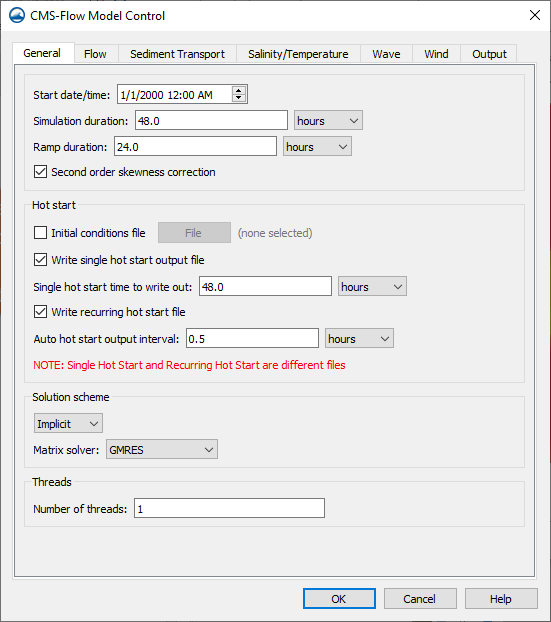 CMS-Flow Model Control
General Flow Sediment Transport Salinity/Temperature Wave Wind Output
Start date/time: 1/1/2000 12:00 AM
Simulation duration: 48.0 hours
Ramp duration: 24.0 hours
Second order skewness correction
Hot start
Initial conditions file File (none selected)
Write single hot start output file
Single hot start time to write out: 48.0 hours
Write recurring hot start file
Auto hot start output interval: 0.5 hours
NOTE: Single Hot Start and Recurring Hot Start are different files
Solution scheme
Implicit
Matrix solver: GMRES
Threads
Number of threads: 1
OK Cancel Help